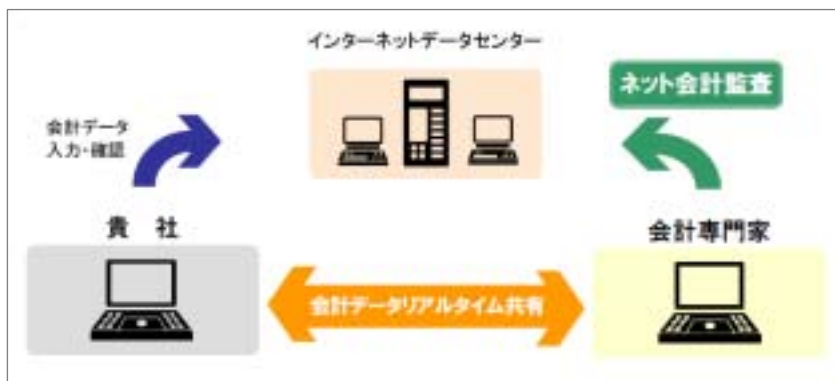 インターネットデータセンター
ネット会計監査
会計データ
入力・確認
貴 社
会計専門家
会計データリアルタイム共有